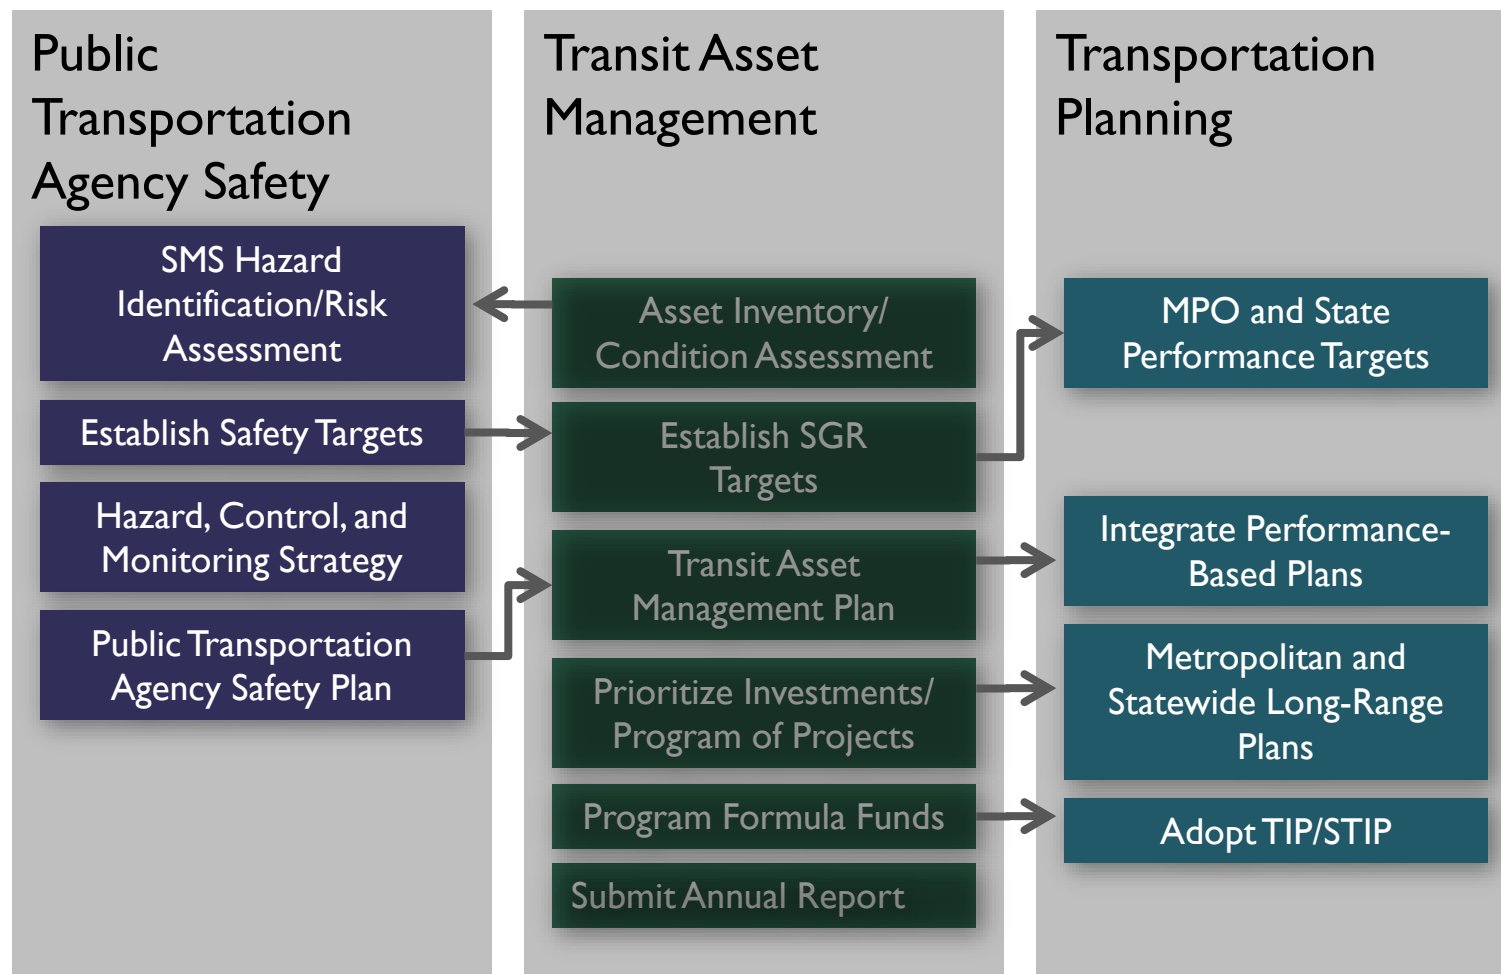 Public
Transportation
Agency Safety
SMS Hazard
Identification/Risk
Assessment
Establish Safety Targets
Hazard, Control, and
Monitoring Strategy
Public Transportation
Agency Safety Plan
Transit Asset
Management
Asset Inventory/
Condition Assessment
Establish SGR
Targets
Transit Asset
Management Plan
Prioritize Investments/
Program of Projects
Program Formula Funds
Submit Annual Report
Transportation
Planning
MPO and State
Performance Targets
Integrate Performance-
Based Plans
Metropolitan and
Statewide Long-Range
Plans
Adopt TIP/STIP